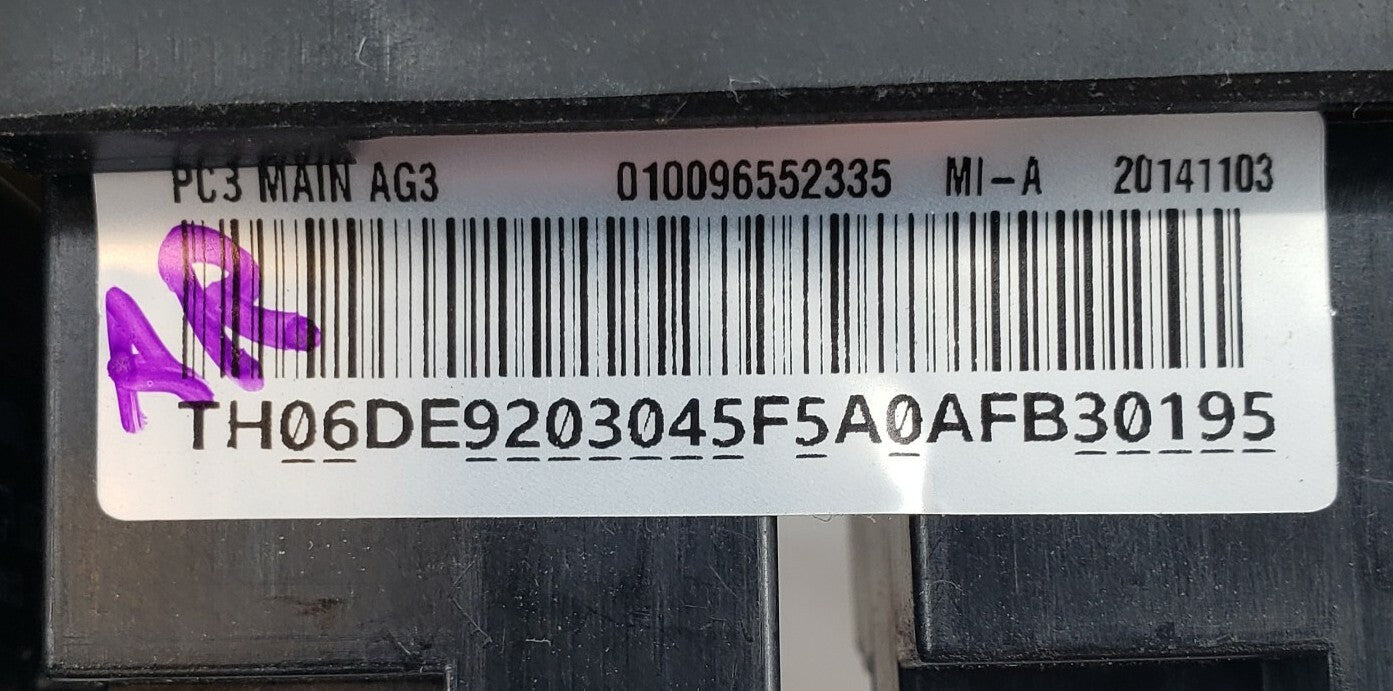 PC3 MAIN AG3 010096552335 MI-A 20141103
AR
TH06DE9203045F5A0AFB30195